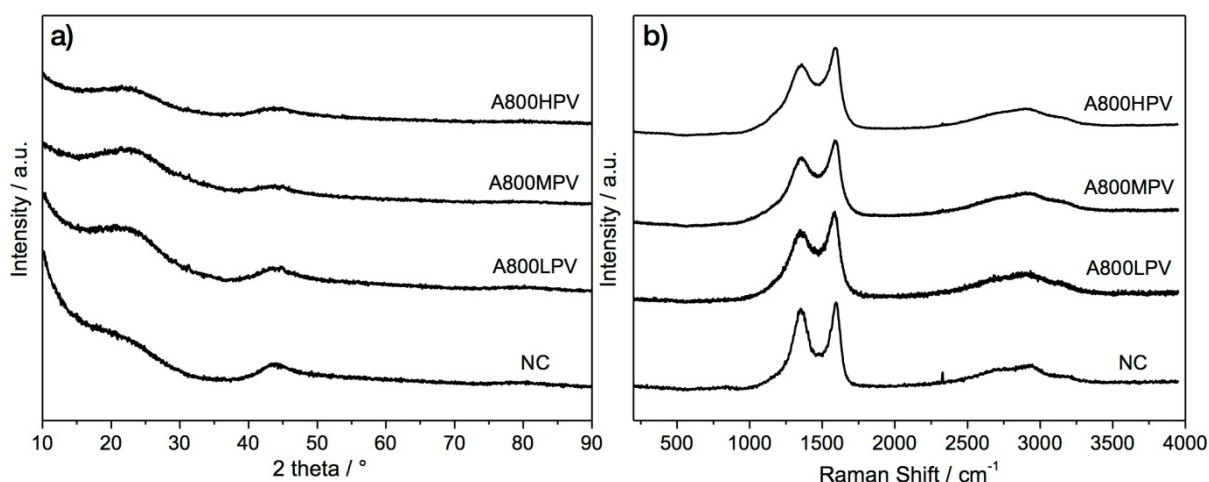 a)
Intensity / a.u.
A800HPV
A800MPV
A800LPV
NC
10 20 30 40 50 60 70 80 90
2 theta / °
b)
Intensity / a.u.
A800HPV
A800MPV
A800LPV
NC
500 1000 1500 2000 2500 3000 3500 4000
Raman Shift / cm⁻¹